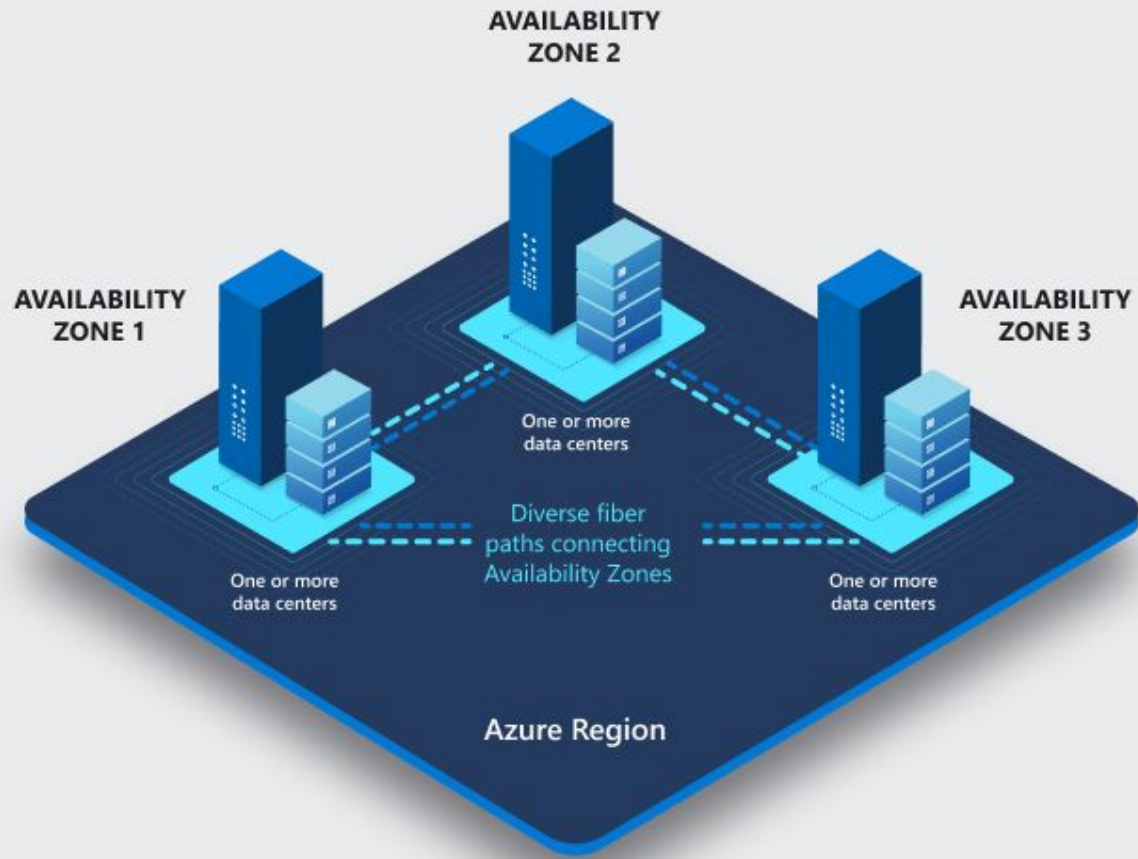 AVAILABILITY
ZONE 2
AVAILABILITY
ZONE 1
AVAILABILITY
ZONE 3
One or more
data centers
Diverse fiber
paths connecting
Availability Zones
One or more
data centers
One or more
data centers
Azure Region